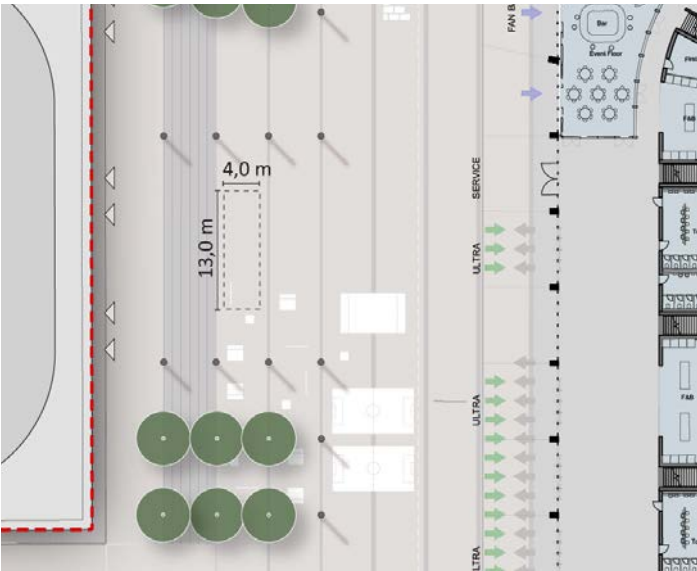 FAN B
Bar
Event Floor
F&B
4,0 m
SERVICE
13,0 m
ULTRA
ULTRA
F&B
ULTRA